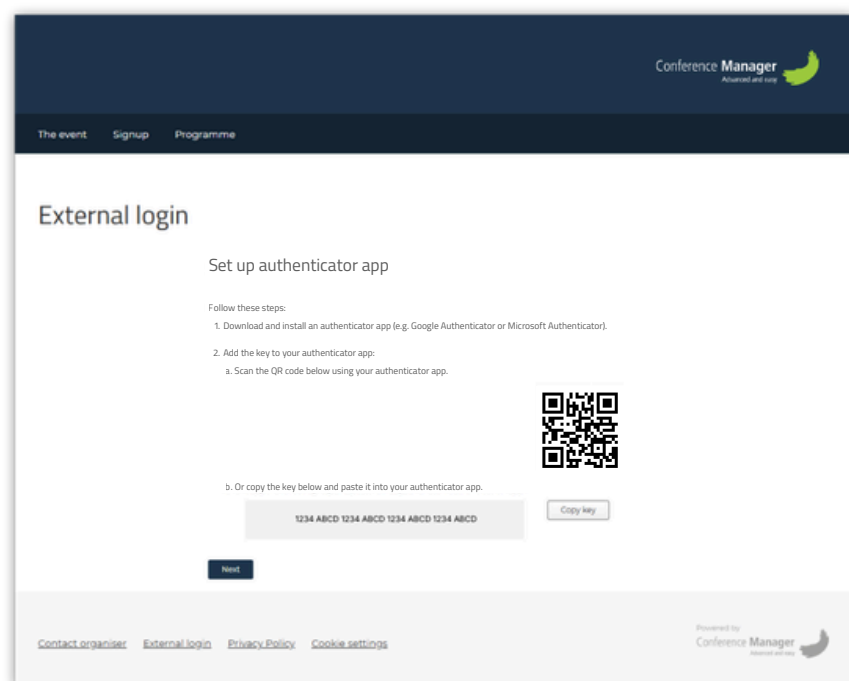 Conference Manager
Advanced and easy
The event Signup Programme
External login
Set up authenticator app
Follow these steps:
1. Download and install an authenticator app (e.g. Google Authenticator or Microsoft Authenticator).
2. Add the key to your authenticator app:
a. Scan the QR code below using your authenticator app.
b. Or copy the key below and paste it into your authenticator app.
1234 ABCD 1234 ABCD 1234 ABCD 1234 ABCD
Copy key
Next
Contact organiser External login Privacy Policy Cookie settings
Powered by
Conference Manager
Advanced and easy